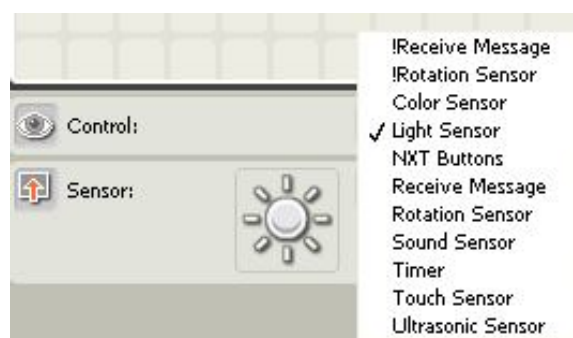 Control:
Sensor:
!Receive Message
!Rotation Sensor
Color Sensor
Light Sensor
NXT Buttons
Receive Message
Rotation Sensor
Sound Sensor
Timer
Touch Sensor
Ultrasonic Sensor